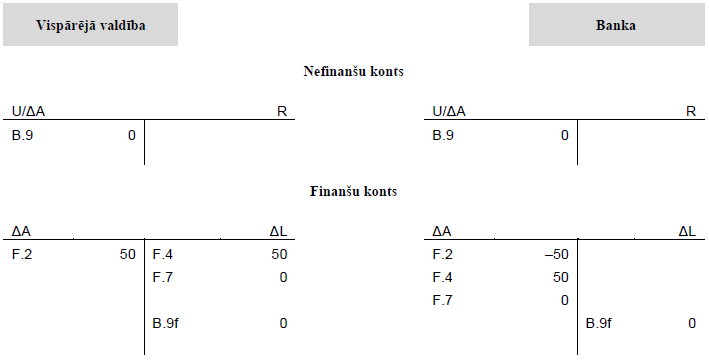 Vispārējā valdība Banka
Nefinanšu konts
U/ΔA R U/ΔA R
B.9 0 B.9 0
Finanšu konts
ΔA ΔL ΔA ΔL
F.2 50 F.4 50 F.2 –50
F.7 0 F.4 50
F.7 0
B.9f 0 B.9f 0